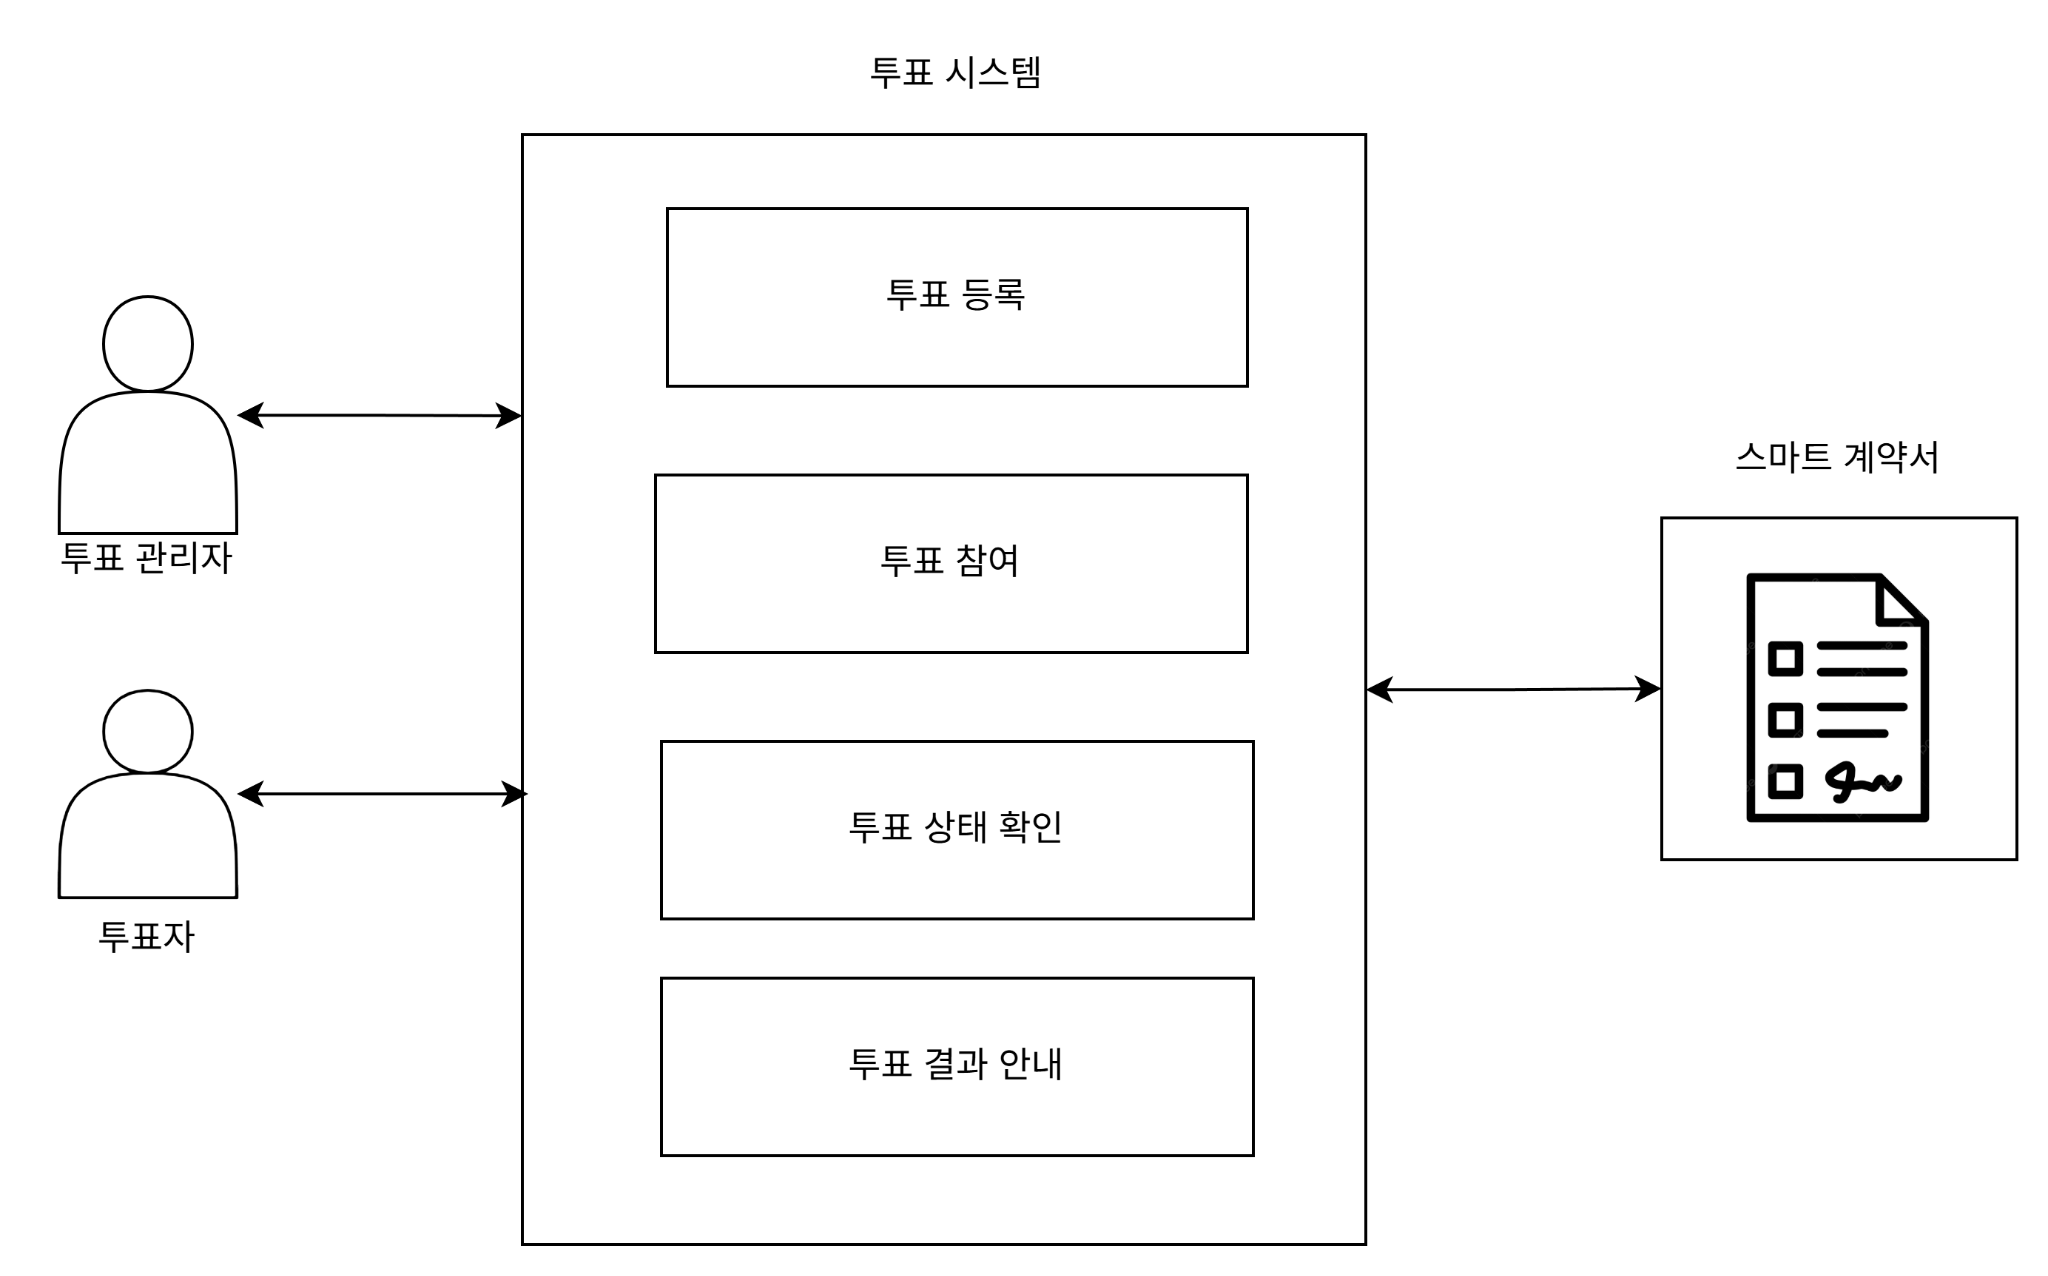 투표 시스템
투표 등록
투표 관리자
투표 참여
스마트 계약서
투표 상태 확인
투표자
투표 결과 안내